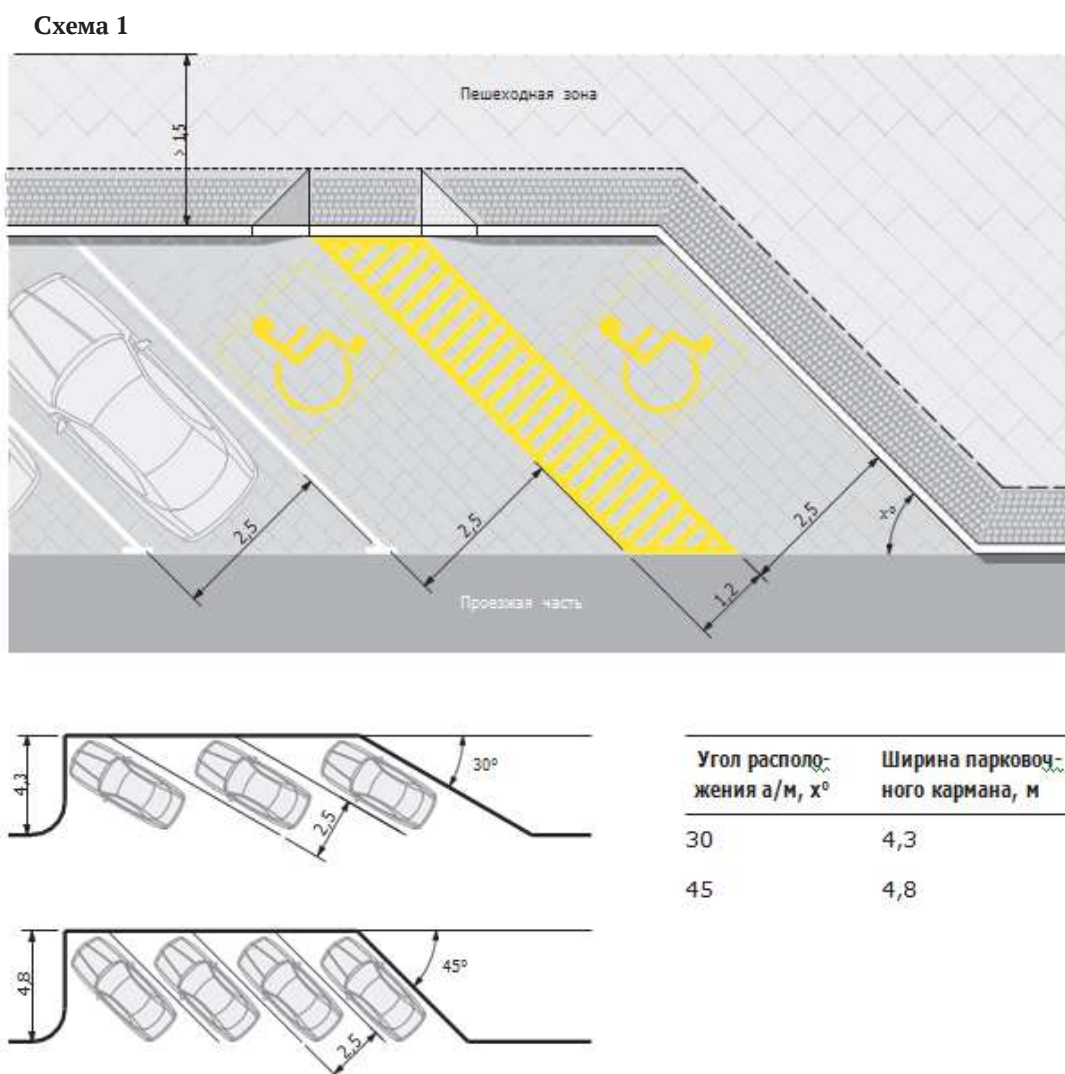 Схема 1
Пешеходная зона
> 1,5
2,5
2,5
2,5
x°
1,2
Проезжая часть
4,3
30°
2,5
Угол располо-
жения а/м, x°
Ширина парковоч-
ного кармана, м
30
4,3
45
4,8
4,8
45°
2,5